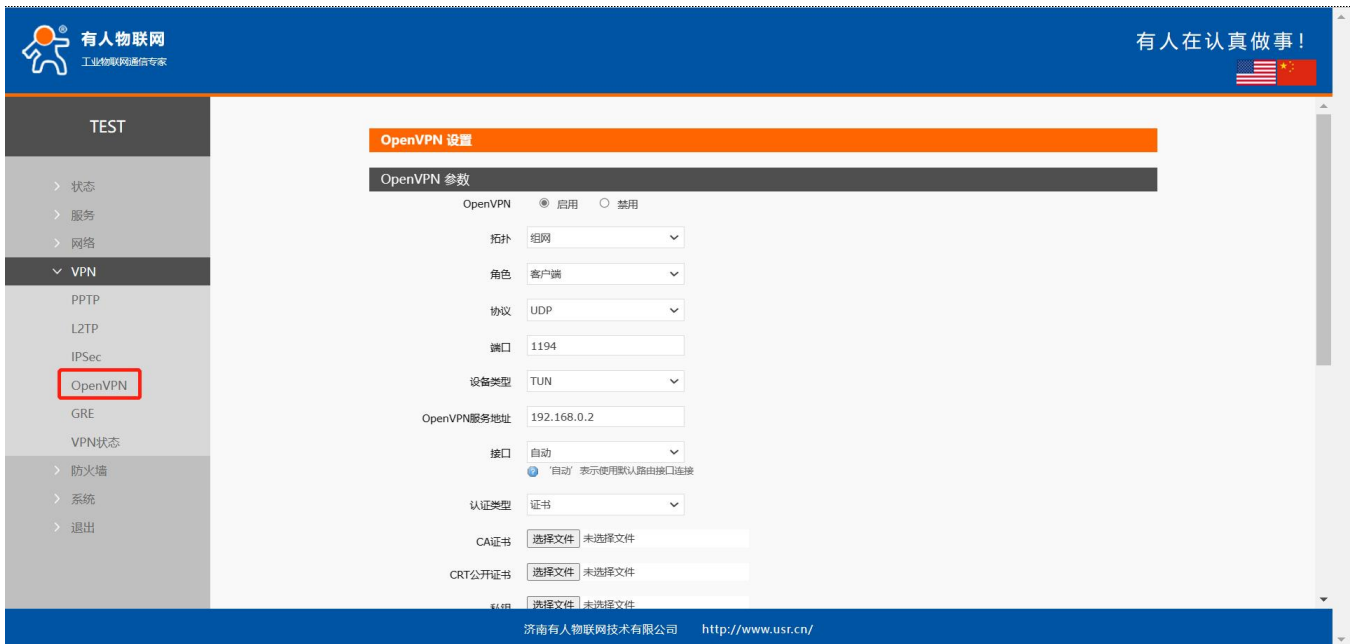 有人物联网
®
工业物联网通信专家
有人在认真做事!
TEST
状态
服务
网络
VPN
PPTP
L2TP
IPSec
OpenVPN
GRE
VPN状态
防火墙
系统
退出
OpenVPN 设置
OpenVPN 参数
OpenVPN 启用 禁用
拓扑 组网
角色 客户端
协议 UDP
端口 1194
设备类型 TUN
OpenVPN服务地址 192.168.0.2
接口 自动
'自动' 表示使用默认路由接口连接
认证类型 证书
CA证书 选择文件 未选择文件
CRT公开证书 选择文件 未选择文件
私钥 选择文件 未选择文件
济南有人物联网技术有限公司 http://www.usr.cn/